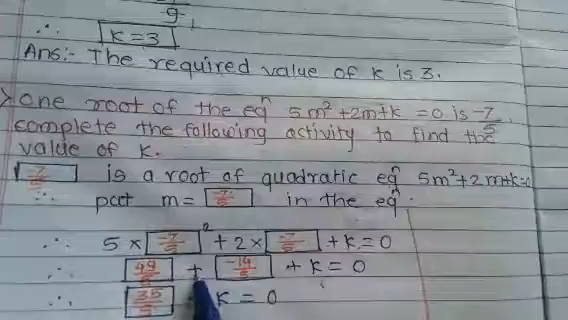 9
∴ k=3
Ans:- The required value of k is 3.
one root of the eqⁿ 5m²+2m+k =0 is -7/5
complete the following activity to find the
value of k.
-7/5 is a root of quadratic eqⁿ 5m²+2m+k=0
∴ put m= -7/5 in the eqⁿ.
∴ 5 × -7/5 ² + 2 × -7/5 + k = 0
∴ 49/5 + -14/5 + k = 0
∴ 35/5 k = 0